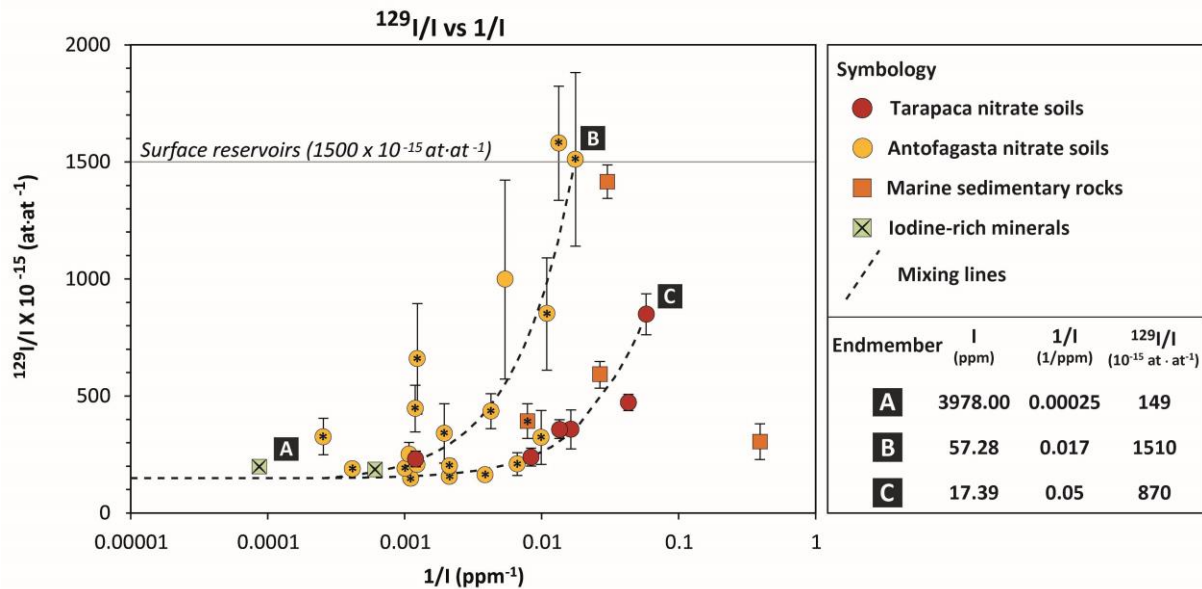 ¹²⁹I/I vs 1/I
2000
1500
1000
500
0
¹²⁹I/I X 10⁻¹⁵ (at·at⁻¹)
Surface reservoirs (1500 x 10⁻¹⁵ at·at⁻¹)
A
B
C
0.00001
0.0001
0.001
0.01
0.1
1
1/I (ppm⁻¹)
Symbology
Tarapaca nitrate soils
Antofagasta nitrate soils
Marine sedimentary rocks
Iodine-rich minerals
Mixing lines
Endmember I 1/I ¹²⁹I/I
(ppm) (1/ppm) (10⁻¹⁵ at · at⁻¹)
A 3978.00 0.00025 149
B 57.28 0.017 1510
C 17.39 0.05 870